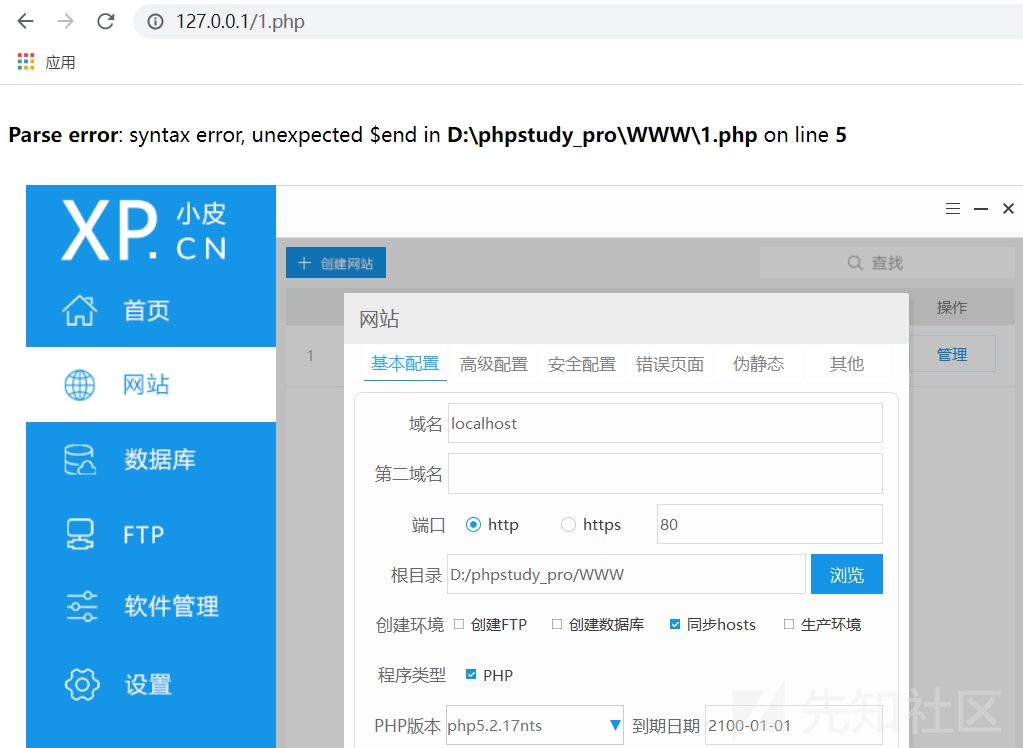 127.0.0.1/1.php
应用
Parse error: syntax error, unexpected $end in D:\phpstudy_pro\WWW\1.php on line 5
XP.小皮
CN
首页
网站
数据库
FTP
软件管理
设置
创建网站
查找
操作
1
管理
网站
基本配置 高级配置 安全配置 错误页面 伪静态 其他
域名 localhost
第二域名
端口 http https 80
根目录 D:/phpstudy_pro/WWW 浏览
创建环境 创建FTP 创建数据库 同步hosts 生产环境
程序类型 PHP
PHP版本 php5.2.17nts 到期日期 2100-01-01
先知社区